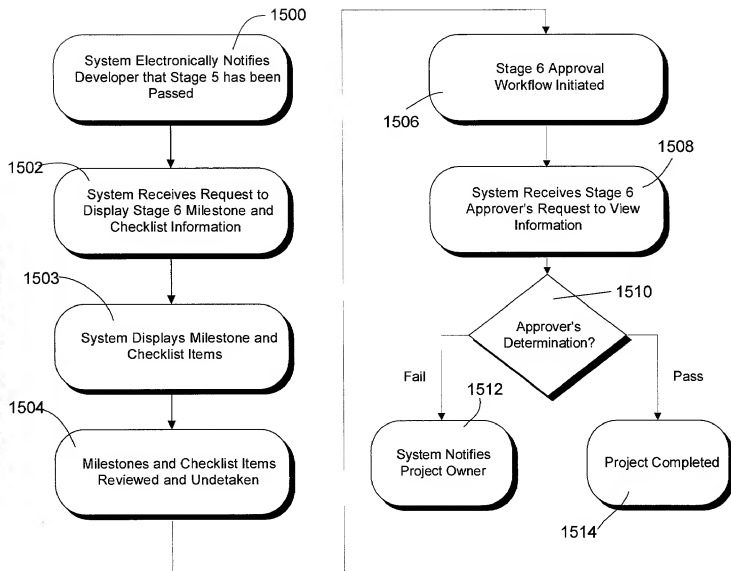 1500
System Electronically Notifies
Developer that Stage 5 has been
Passed
1502
System Receives Request to
Display Stage 6 Milestone and
Checklist Information
1503
System Displays Milestone and
Checklist Items
1504
Milestones and Checklist Items
Reviewed and Undetaken
Stage 6 Approval
Workflow Initiated
1506
1508
System Receives Stage 6
Approver's Request to View
Information
1510
Approver's
Determination?
Fail
Pass
1512
System Notifies
Project Owner
Project Completed
1514